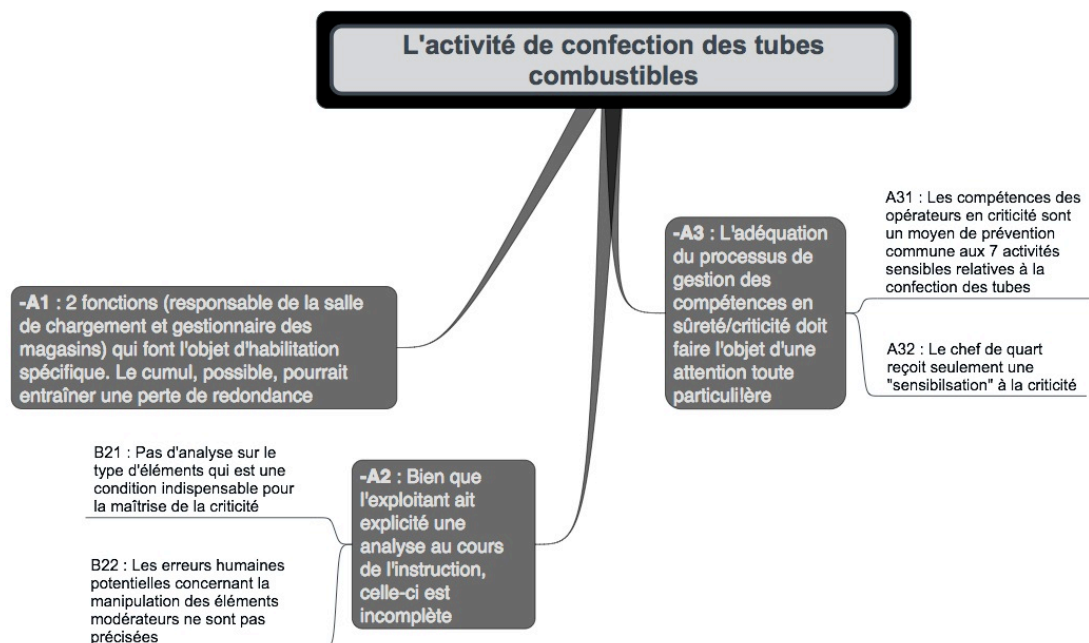 L'activité de confection des tubes
combustibles
-A1 : 2 fonctions (responsable de la salle
de chargement et gestionnaire des
magasins) qui font l'objet d'habilitation
spécifique. Le cumul, possible, pourrait
entraîner une perte de redondance
-A2 : Bien que
l'exploitant ait
explicité une
analyse au cours
de l'instruction,
celle-ci est
incomplète
B21 : Pas d'analyse sur le
type d'éléments qui est une
condition indispensable pour
la maîtrise de la criticité
B22 : Les erreurs humaines
potentielles concernant la
manipulation des éléments
modérateurs ne sont pas
précisées
-A3 : L'adéquation
du processus de
gestion des
compétences en
sûreté/criticité doit
faire l'objet d'une
attention toute
particulilère
A31 : Les compétences des
opérateurs en criticité sont
un moyen de prévention
commune aux 7 activités
sensibles relatives à la
confection des tubes
A32 : Le chef de quart
reçoit seulement une
"sensibilsation" à la criticité